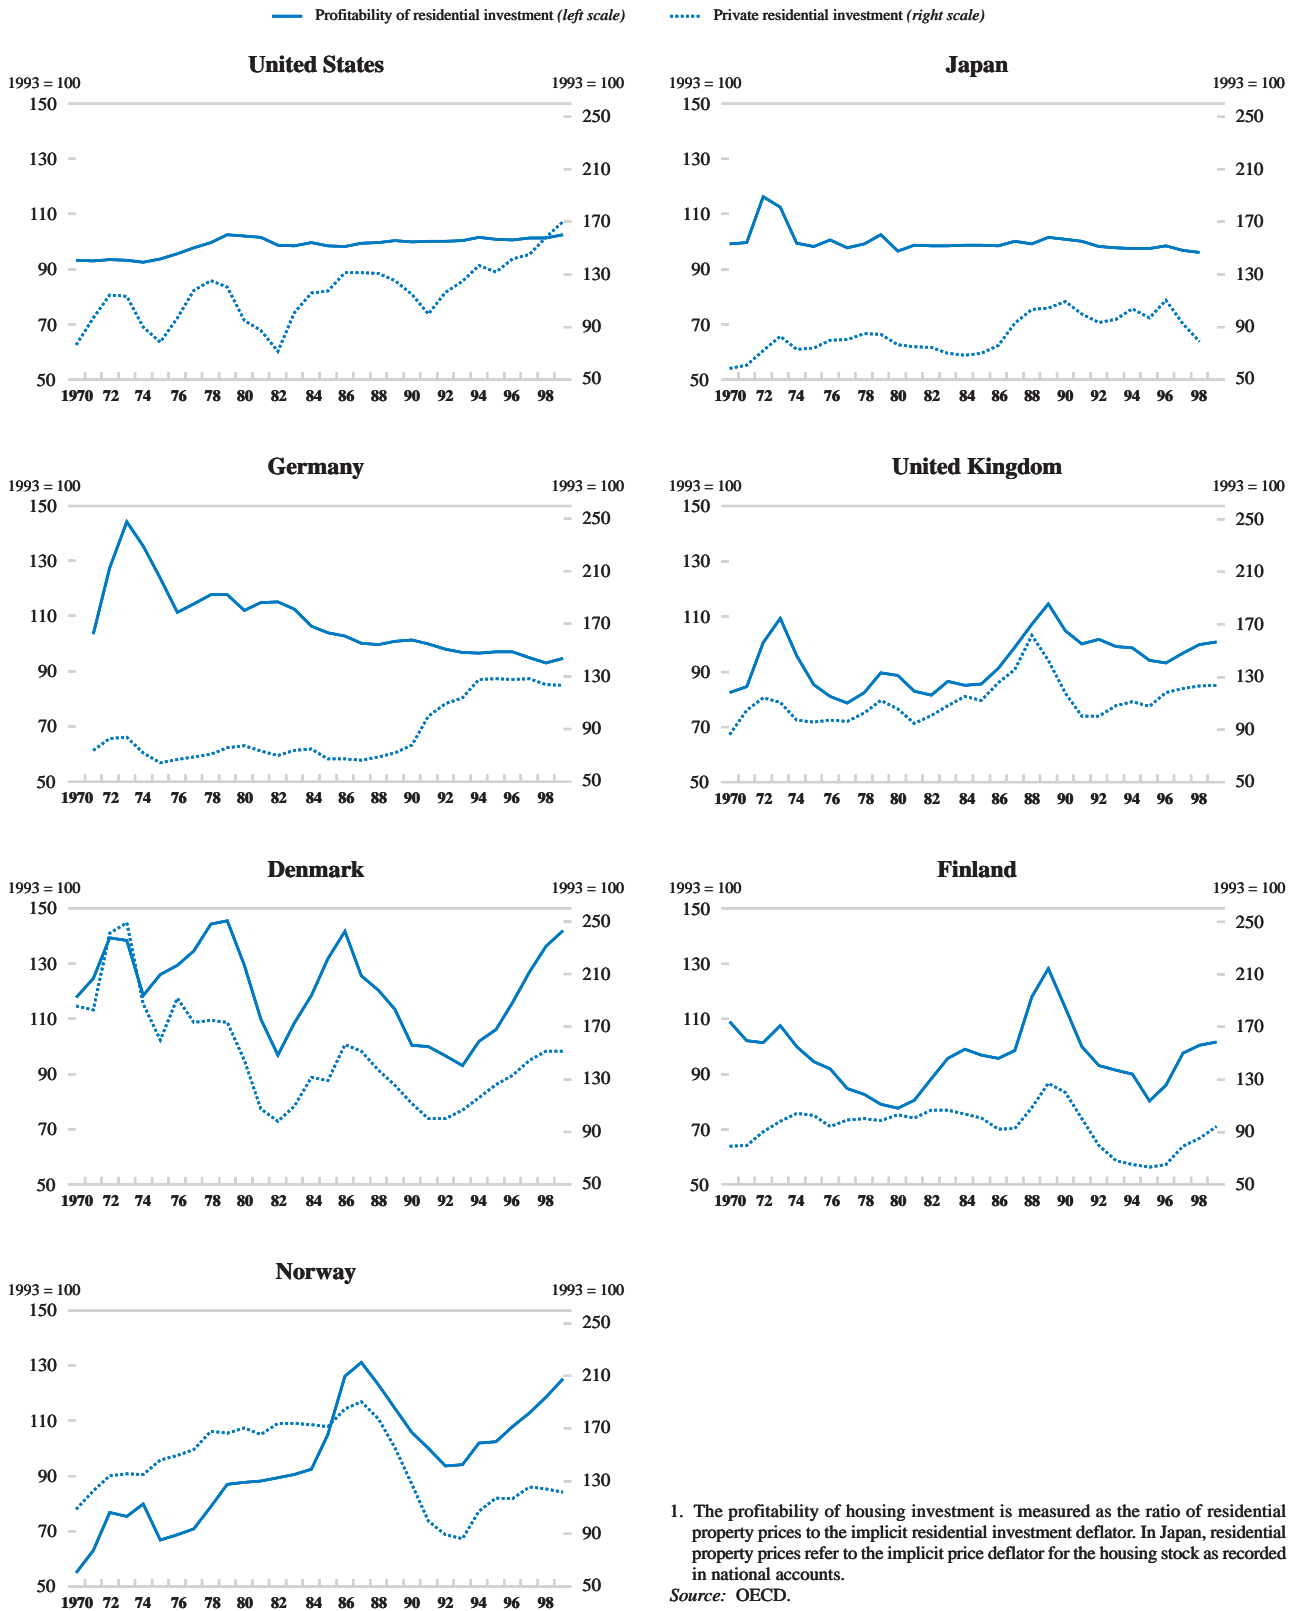 Profitability of residential investment (left scale)
Private residential investment (right scale)
United States
1993 = 100
1993 = 100
150
130
110
90
70
50
250
210
170
130
90
50
1970 72 74 76 78 80 82 84 86 88 90 92 94 96 98
Japan
1993 = 100
1993 = 100
150
130
110
90
70
50
250
210
170
130
90
50
1970 72 74 76 78 80 82 84 86 88 90 92 94 96 98
Germany
1993 = 100
1993 = 100
150
130
110
90
70
50
250
210
170
130
90
50
1970 72 74 76 78 80 82 84 86 88 90 92 94 96 98
United Kingdom
1993 = 100
1993 = 100
150
130
110
90
70
50
250
210
170
130
90
50
1970 72 74 76 78 80 82 84 86 88 90 92 94 96 98
Denmark
1993 = 100
1993 = 100
150
130
110
90
70
50
250
210
170
130
90
50
1970 72 74 76 78 80 82 84 86 88 90 92 94 96 98
Finland
1993 = 100
1993 = 100
150
130
110
90
70
50
250
210
170
130
90
50
1970 72 74 76 78 80 82 84 86 88 90 92 94 96 98
Norway
1993 = 100
1993 = 100
150
130
110
90
70
50
250
210
170
130
90
50
1970 72 74 76 78 80 82 84 86 88 90 92 94 96 98
1. The profitability of housing investment is measured as the ratio of residential
property prices to the implicit residential investment deflator. In Japan, residential
property prices refer to the implicit price deflator for the housing stock as recorded
in national accounts.
Source: OECD.